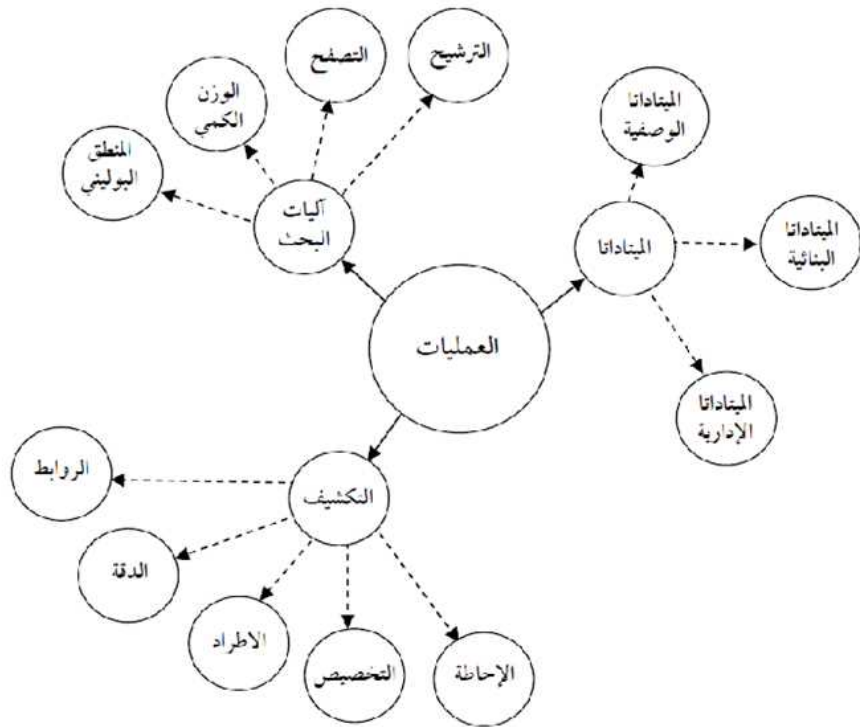 الترشيح
التصفح
الوزن
الكمي
المنطق
البوليني
آليات
البحث
الميتاداتا
الوصفية
الميتاداتا
الميتاداتا
البنائية
الميتاداتا
الإدارية
العمليات
التكشيف
الروابط
الدقة
الاطراد
التخصيص
الإحاطة